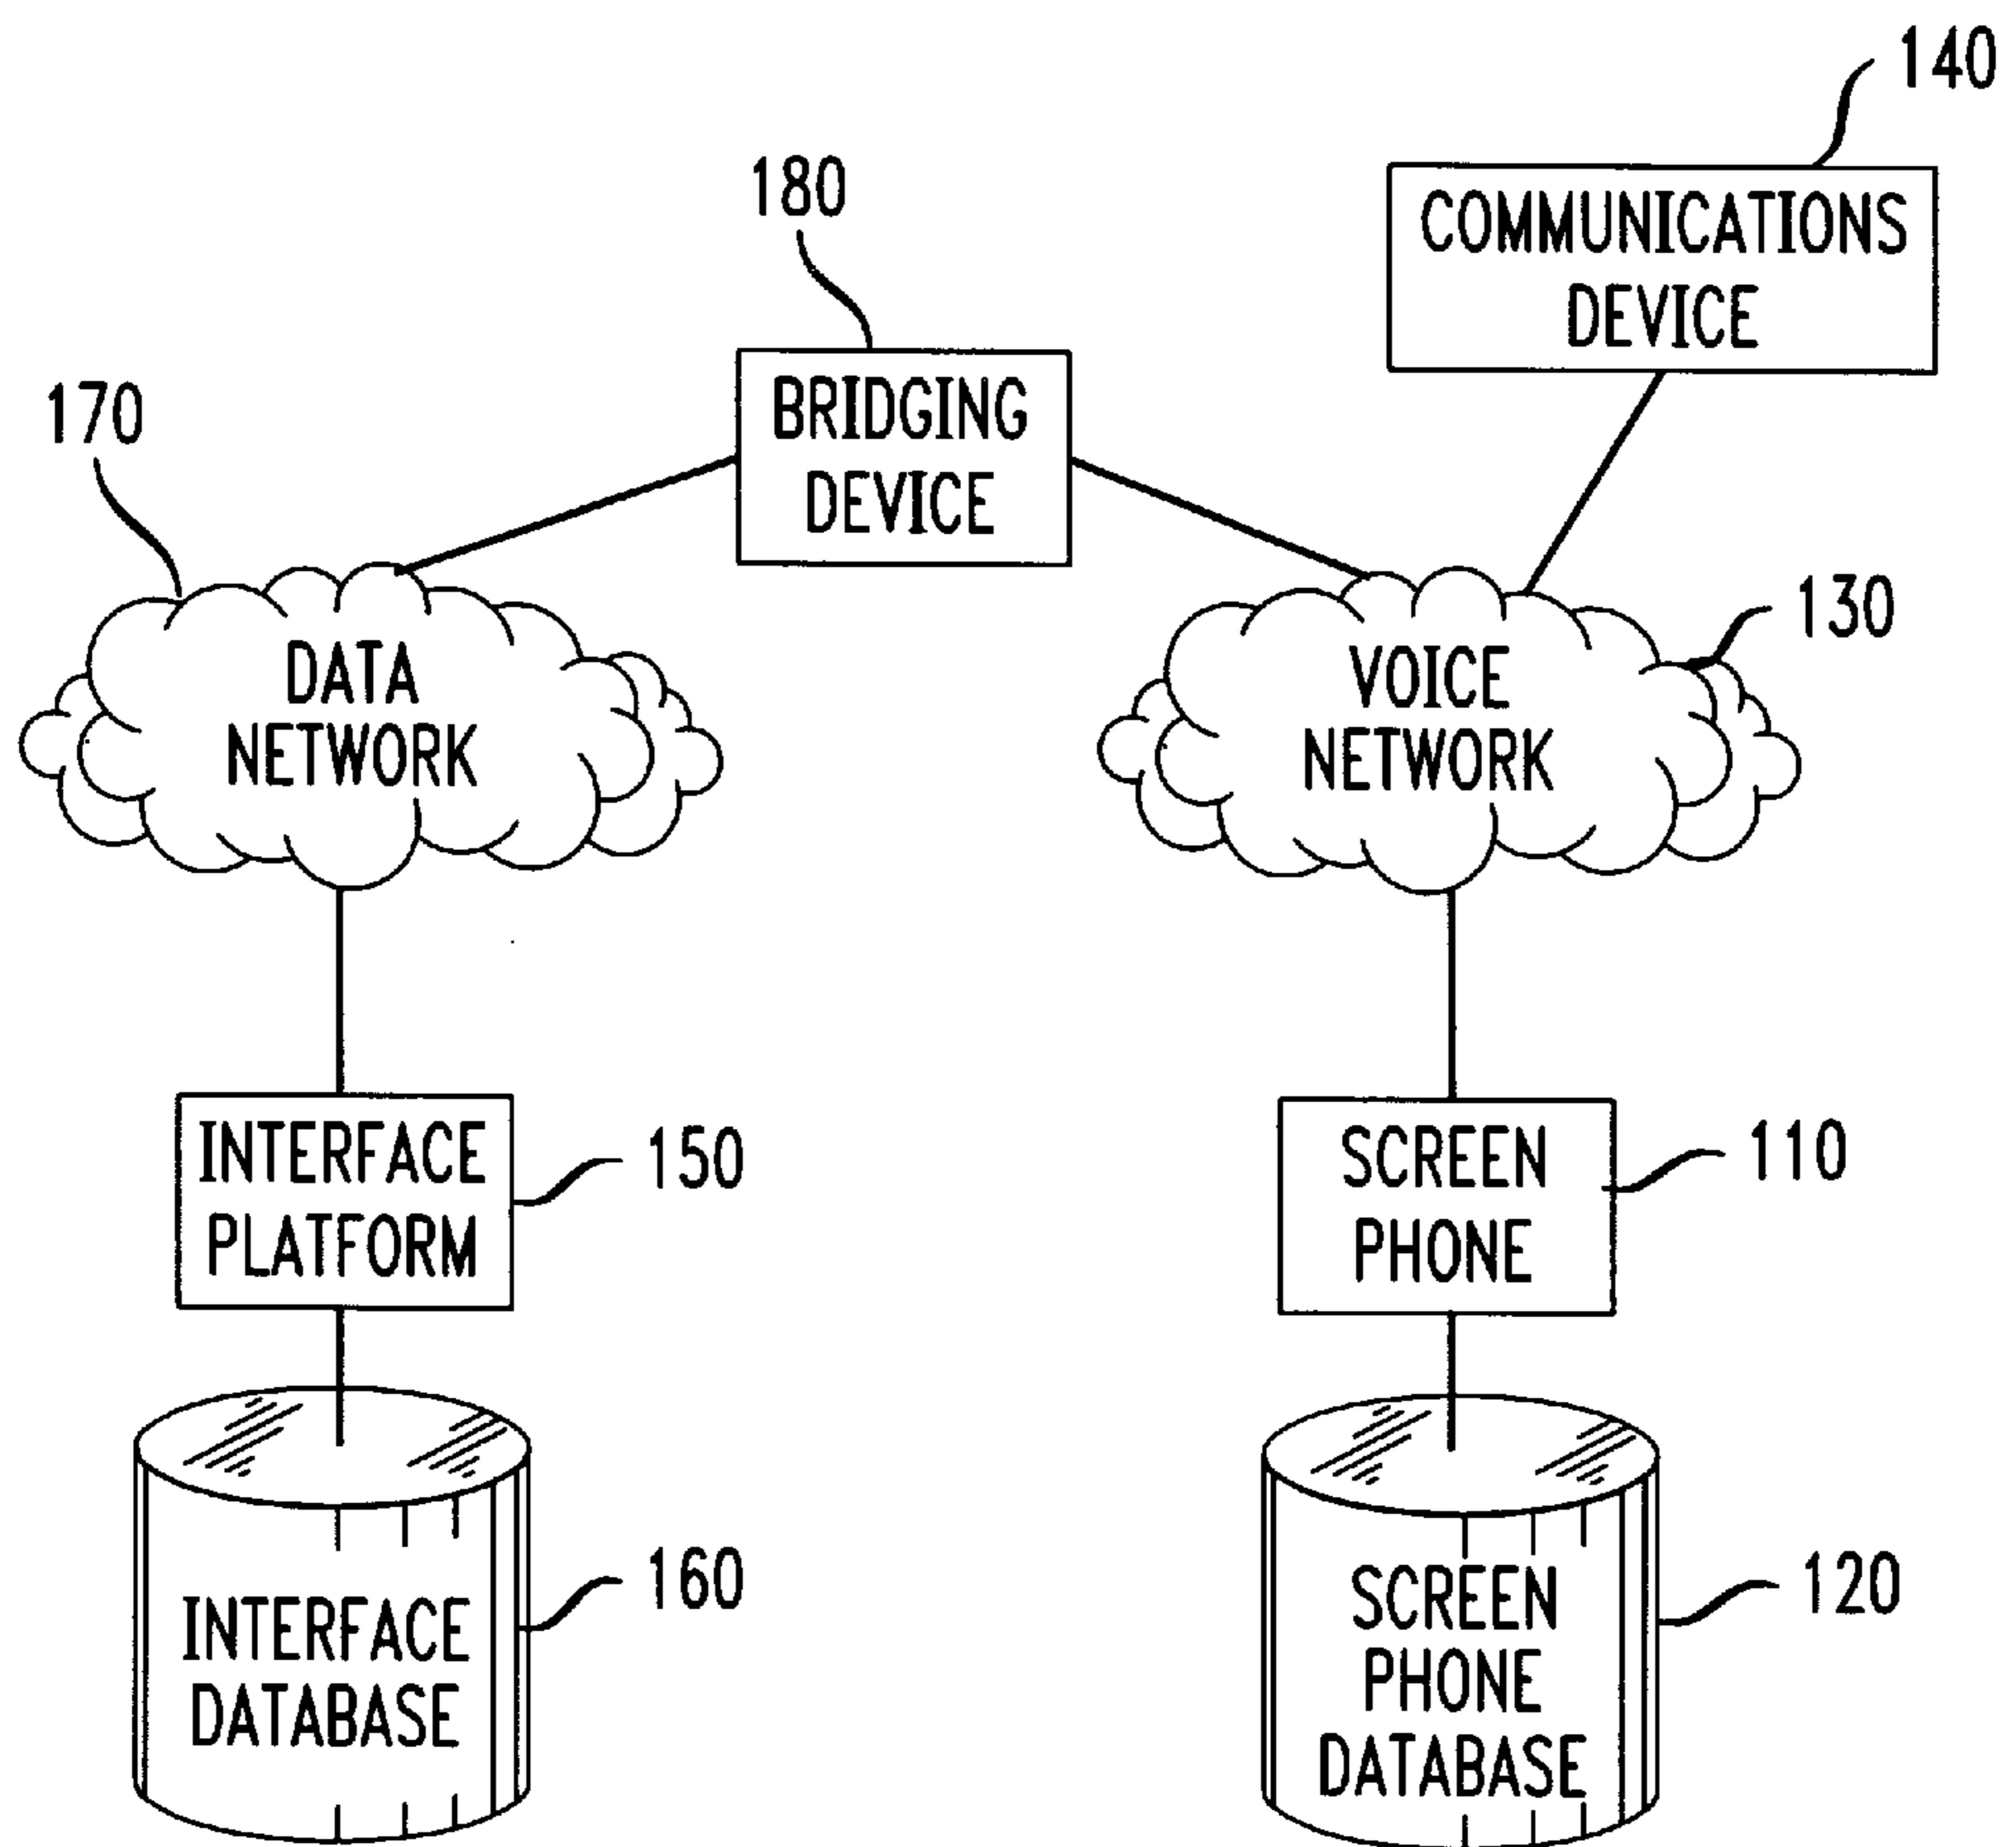 140
180
COMMUNICATIONS
DEVICE
170
BRIDGING
DEVICE
130
DATA
NETWORK
VOICE
NETWORK
INTERFACE
PLATFORM
150
SCREEN
PHONE
110
INTERFACE
DATABASE
160
SCREEN
PHONE
DATABASE
120